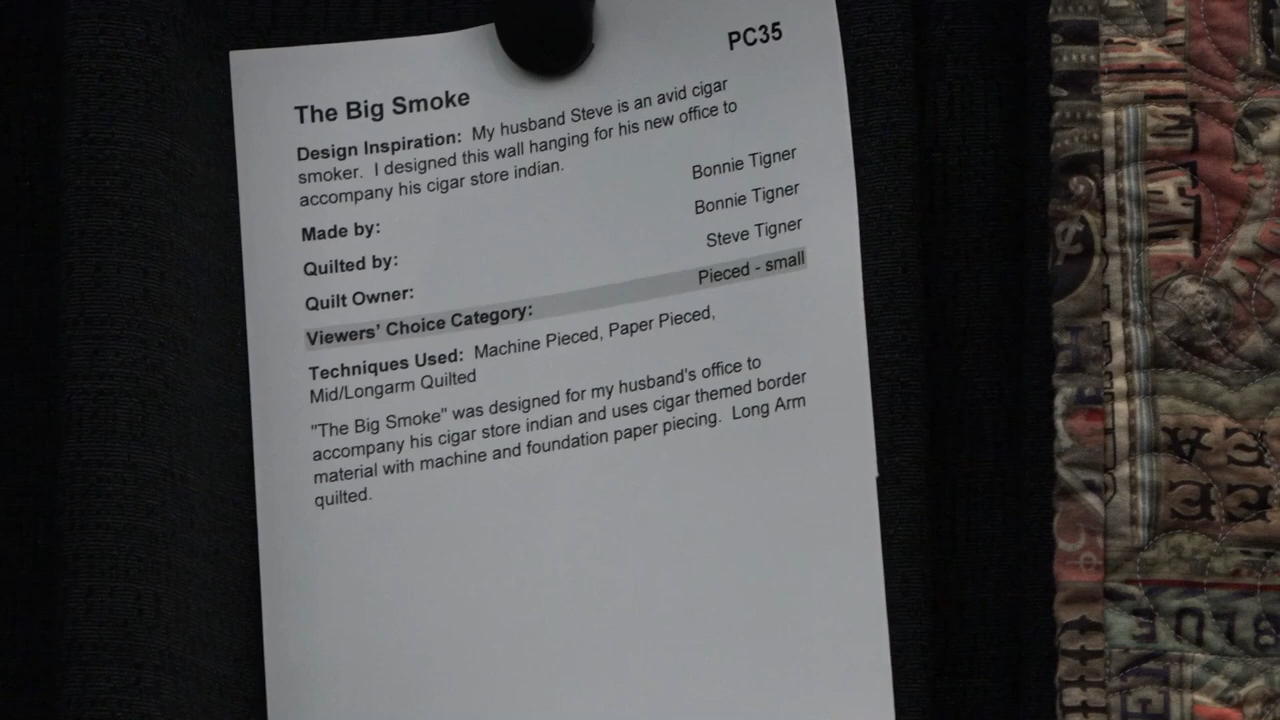 PC35
The Big Smoke
Design Inspiration: My husband Steve is an avid cigar
smoker. I designed this wall hanging for his new office to
accompany his cigar store indian.
Made by: Bonnie Tigner
Quilted by: Bonnie Tigner
Quilt Owner: Steve Tigner
Viewers' Choice Category: Pieced - small
Techniques Used: Machine Pieced, Paper Pieced,
Mid/Longarm Quilted
"The Big Smoke" was designed for my husband's office to
accompany his cigar store indian and uses cigar themed border
material with machine and foundation paper piecing. Long Arm
quilted.